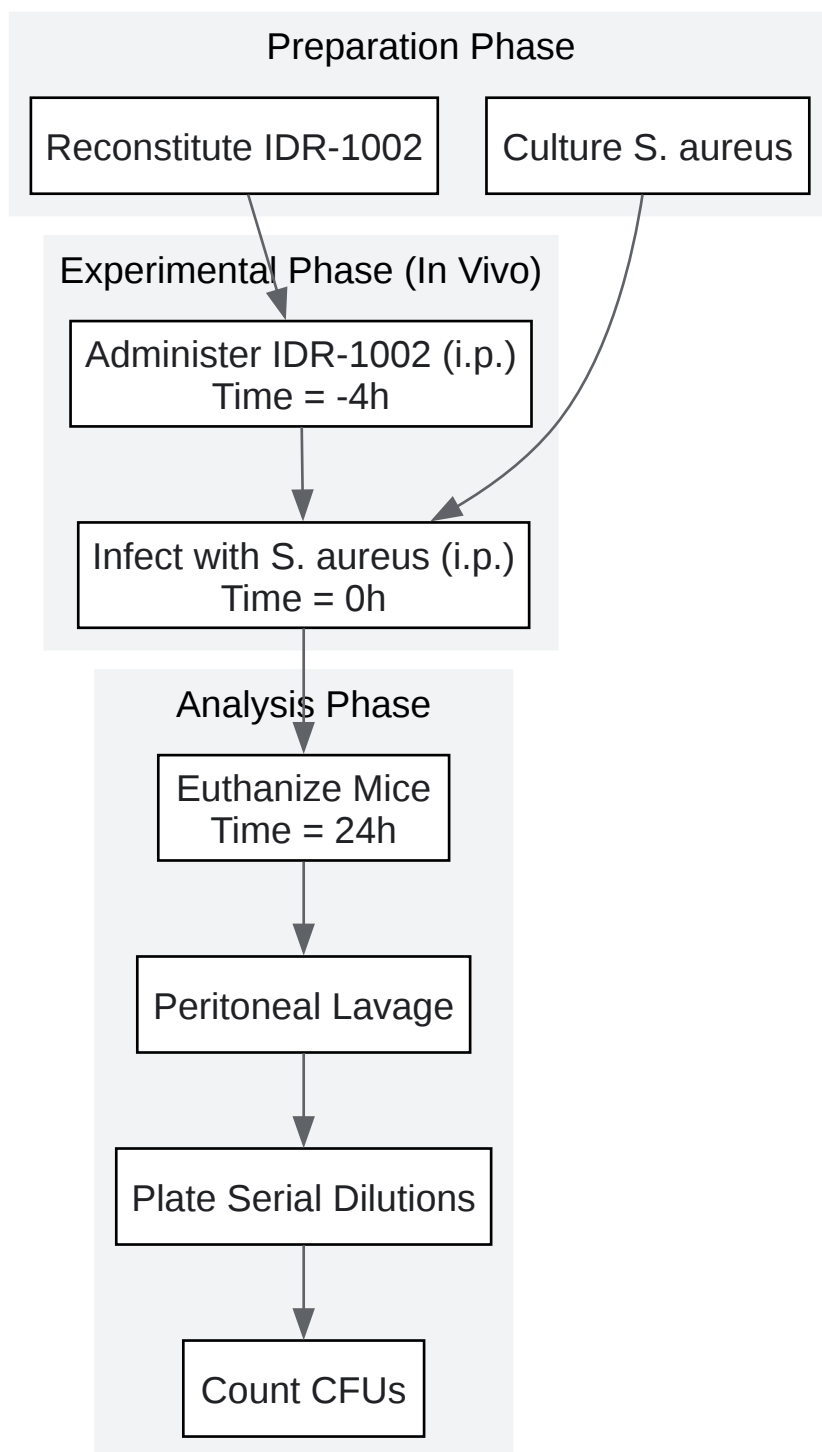 Preparation Phase
Reconstitute IDR-1002
Culture S. aureus
Experimental Phase (In Vivo)
Administer IDR-1002 (i.p.)
Time = -4h
Infect with S. aureus (i.p.)
Time = 0h
Analysis Phase
Euthanize Mice
Time = 24h
Peritoneal Lavage
Plate Serial Dilutions
Count CFUs